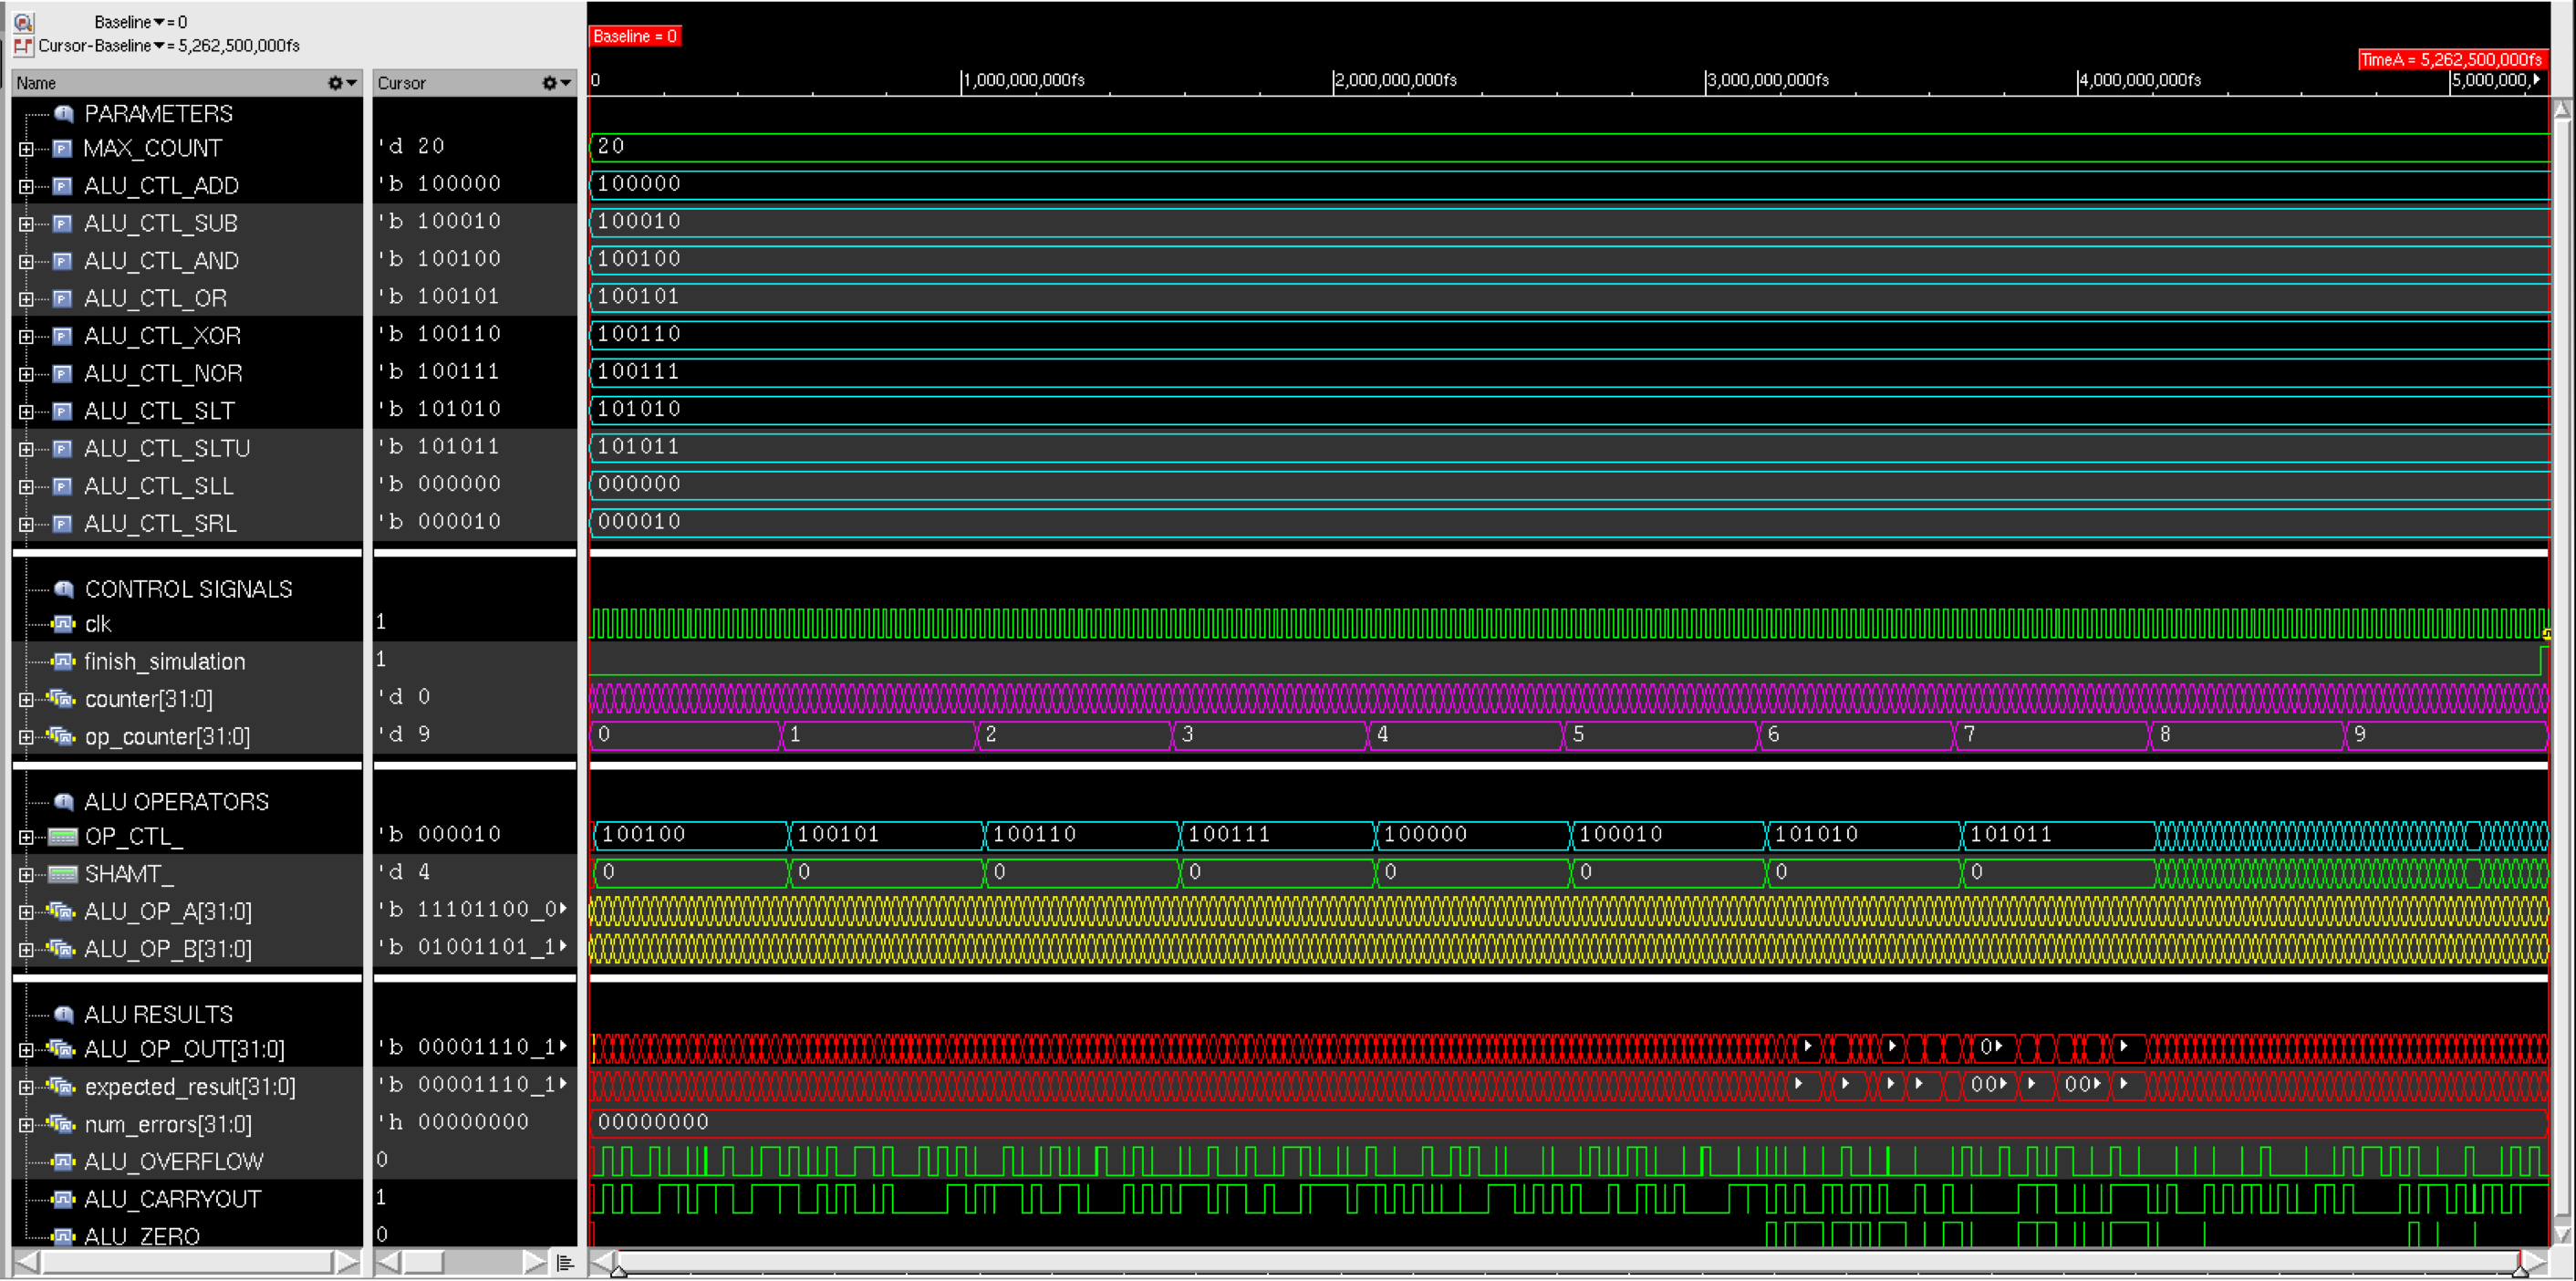 Baseline▾= 0
Cursor-Baseline▾= 5,262,500,000fs
Baseline = 0
TimeA = 5,262,500,000fs
Name Cursor 0 1,000,000,000fs 2,000,000,000fs 3,000,000,000fs 4,000,000,000fs 5,000,000,
PARAMETERS
MAX_COUNT 'd 20 20
ALU_CTL_ADD 'b 100000 100000
ALU_CTL_SUB 'b 100010 100010
ALU_CTL_AND 'b 100100 100100
ALU_CTL_OR 'b 100101 100101
ALU_CTL_XOR 'b 100110 100110
ALU_CTL_NOR 'b 100111 100111
ALU_CTL_SLT 'b 101010 101010
ALU_CTL_SLTU 'b 101011 101011
ALU_CTL_SLL 'b 000000 000000
ALU_CTL_SRL 'b 000010 000010
CONTROL SIGNALS
clk 1
finish_simulation 1
counter[31:0] 'd 0
op_counter[31:0] 'd 9 0 1 2 3 4 5 6 7 8 9
ALU OPERATORS
OP_CTL_ 'b 000010 100100 100101 100110 100111 100000 100010 101010 101011
SHAMT_ 'd 4 0 0 0 0 0 0 0 0
ALU_OP_A[31:0] 'b 11101100_0
ALU_OP_B[31:0] 'b 01001101_1
ALU RESULTS
ALU_OP_OUT[31:0] 'b 00001110_1 0
expected_result[31:0] 'b 00001110_1 00 00
num_errors[31:0] 'h 00000000 00000000
ALU_OVERFLOW 0
ALU_CARRYOUT 1
ALU_ZERO 0